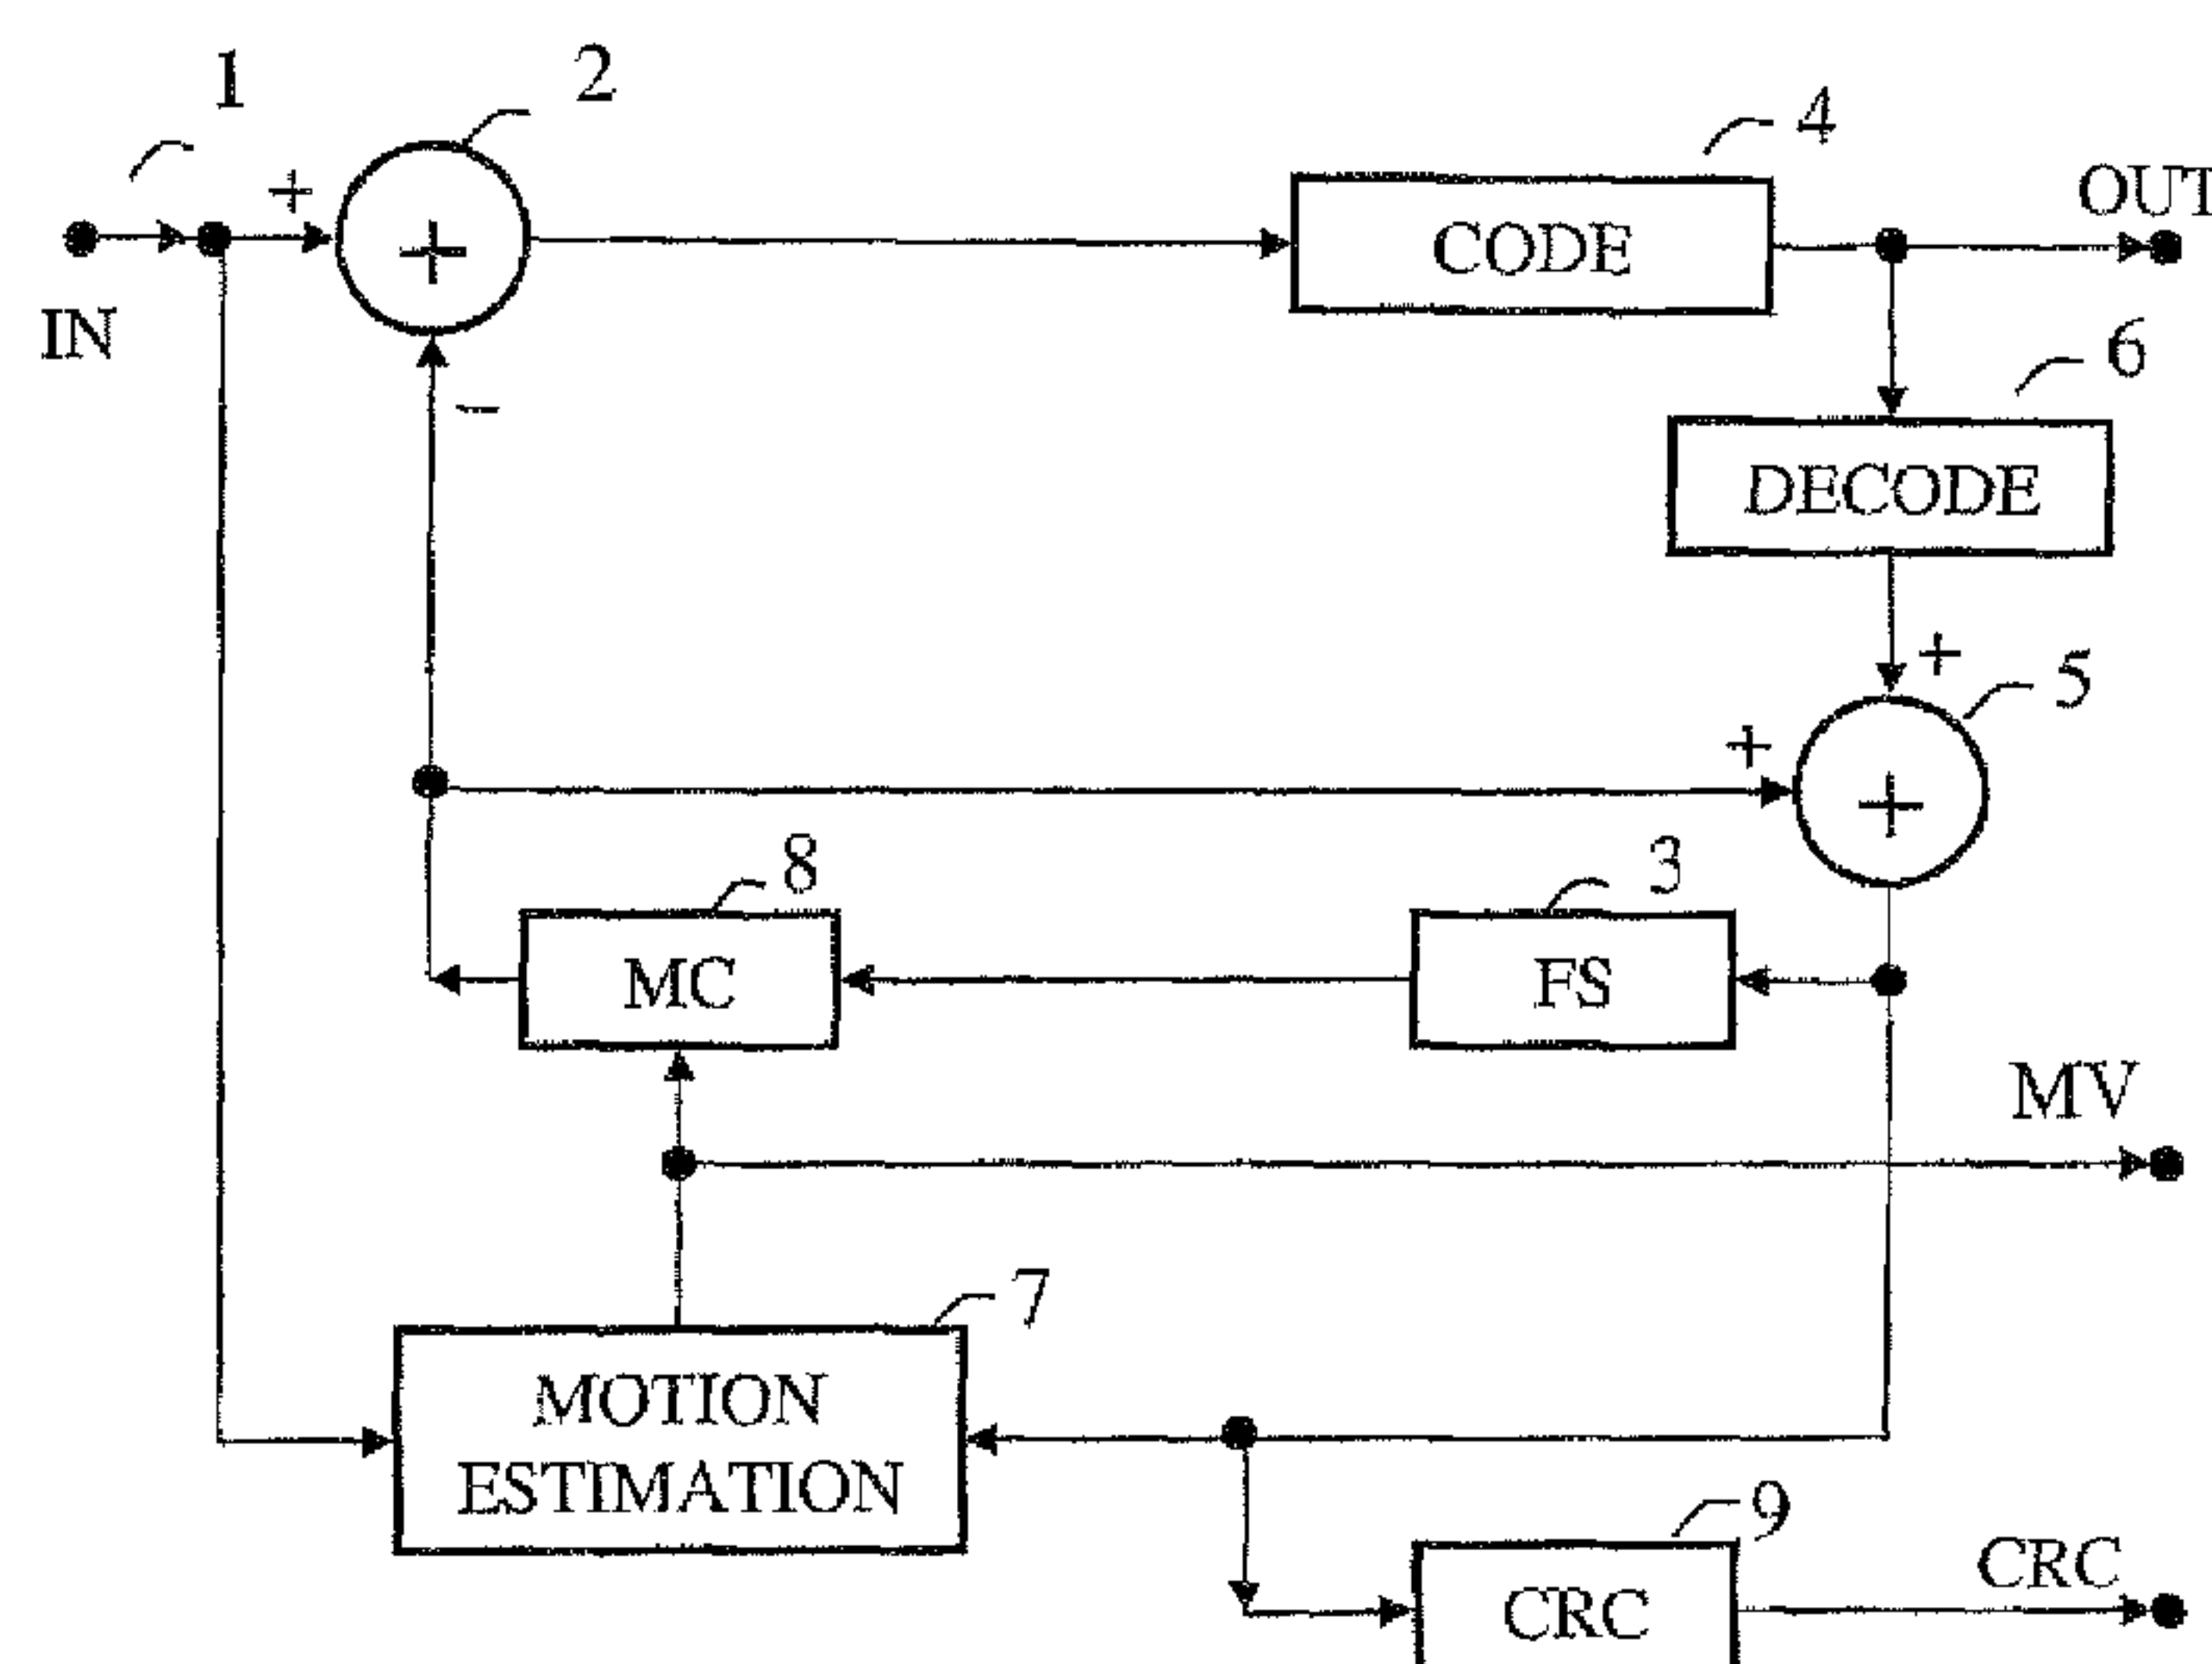 1
2
4
+
+
CODE
OUT
IN
6
−
DECODE
+
5
+
+
8
3
MC
FS
MV
7
MOTION
ESTIMATION
9
CRC
CRC